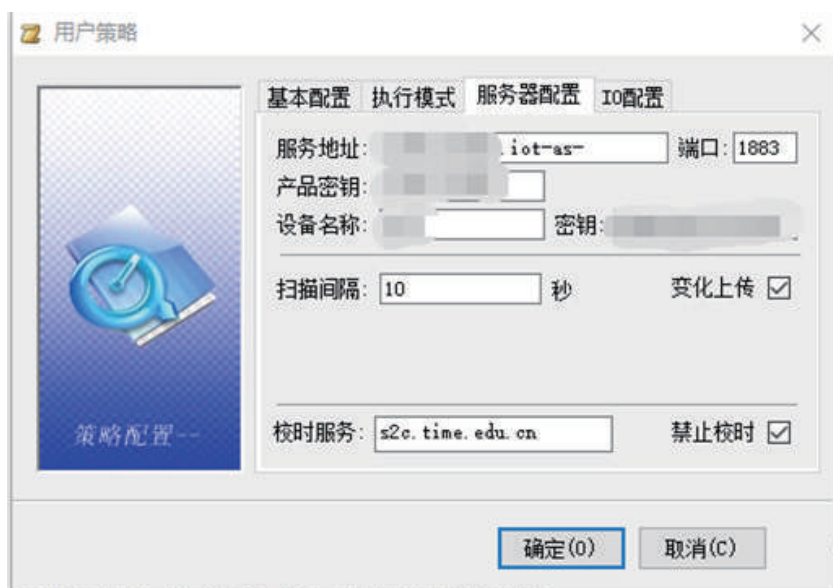 用户策略
基本配置 执行模式 服务器配置 IO配置
服务地址: .iot-as- 端口: 1883
产品密钥:
设备名称: 密钥:
扫描间隔: 10 秒 变化上传
策略配置--
校时服务: s2c.time.edu.cn 禁止校时
确定(O) 取消(C)